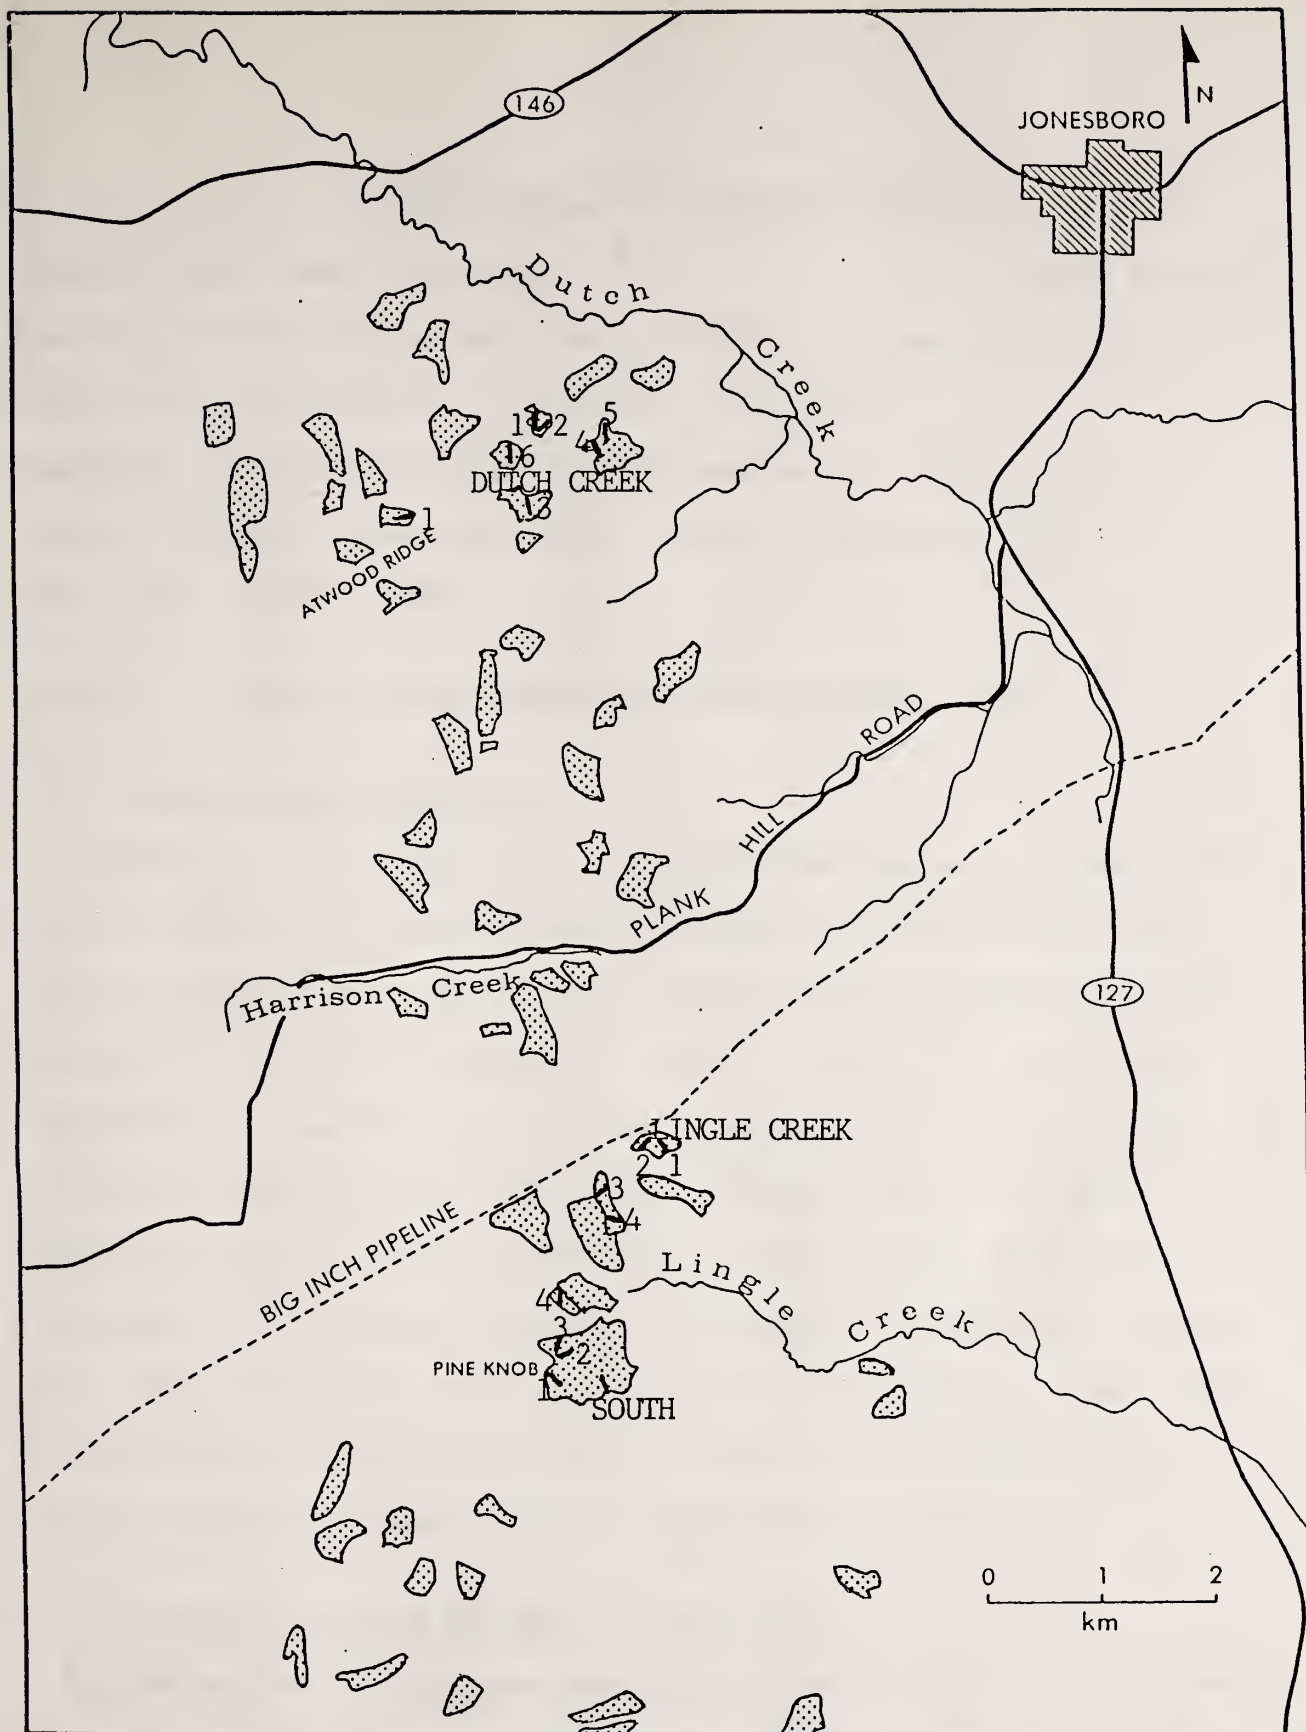 146
N
JONESBORO
Dutch Creek
5
1 2 4
6
DUTCH CREEK
3
1
ATWOOD RIDGE
PLANK HILL ROAD
Harrison Creek
127
LINGLE CREEK
2 1
3
4
BIG INCH PIPELINE
Lingle Creek
4
3
2
PINE KNOB
1
SOUTH
0 1 2
km